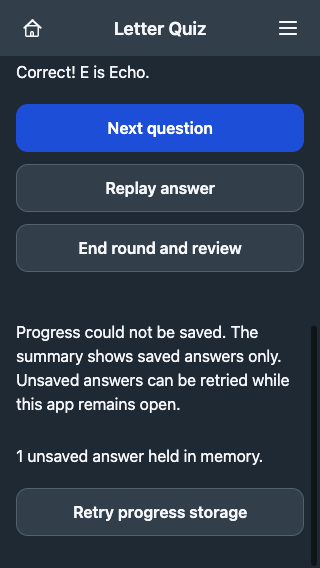 Letter Quiz
Correct! E is Echo.
Next question
Replay answer
End round and review
Progress could not be saved. The
summary shows saved answers only.
Unsaved answers can be retried while
this app remains open.
1 unsaved answer held in memory.
Retry progress storage